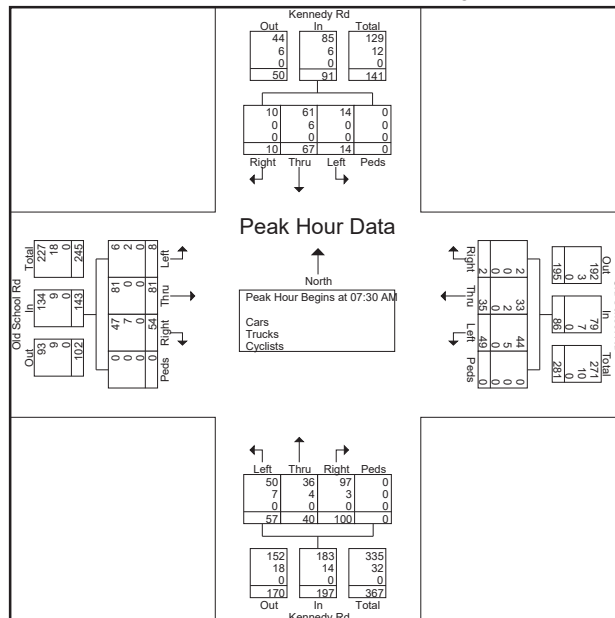 Kennedy Rd
Out In Total
44 85 129
6 6 12
0 0 0
50 91 141
10 61 14 0
0 6 0 0
0 0 0 0
10 67 14 0
Right Thru Left Peds
Old School Rd
Out In Total
93 134 227
9 9 18
0 0 0
102 143 245
0 47 81 6
0 7 0 2
0 0 0 0
0 54 81 8
Peds Right Thru Left
Peak Hour Data
North
Peak Hour Begins at 07:30 AM
Cars
Trucks
Cyclists
Right Thru Left Peds
2 35 49 0
0 0 0 0
0 2 5 0
2 33 44 0
Out In Total
192 79 271
3 7 10
0 0 0
195 86 281
Left Thru Right Peds
50 36 97 0
7 4 3 0
0 0 0 0
57 40 100 0
152 183 335
18 14 32
0 0 0
170 197 367
Out In Total
Kennedy Rd